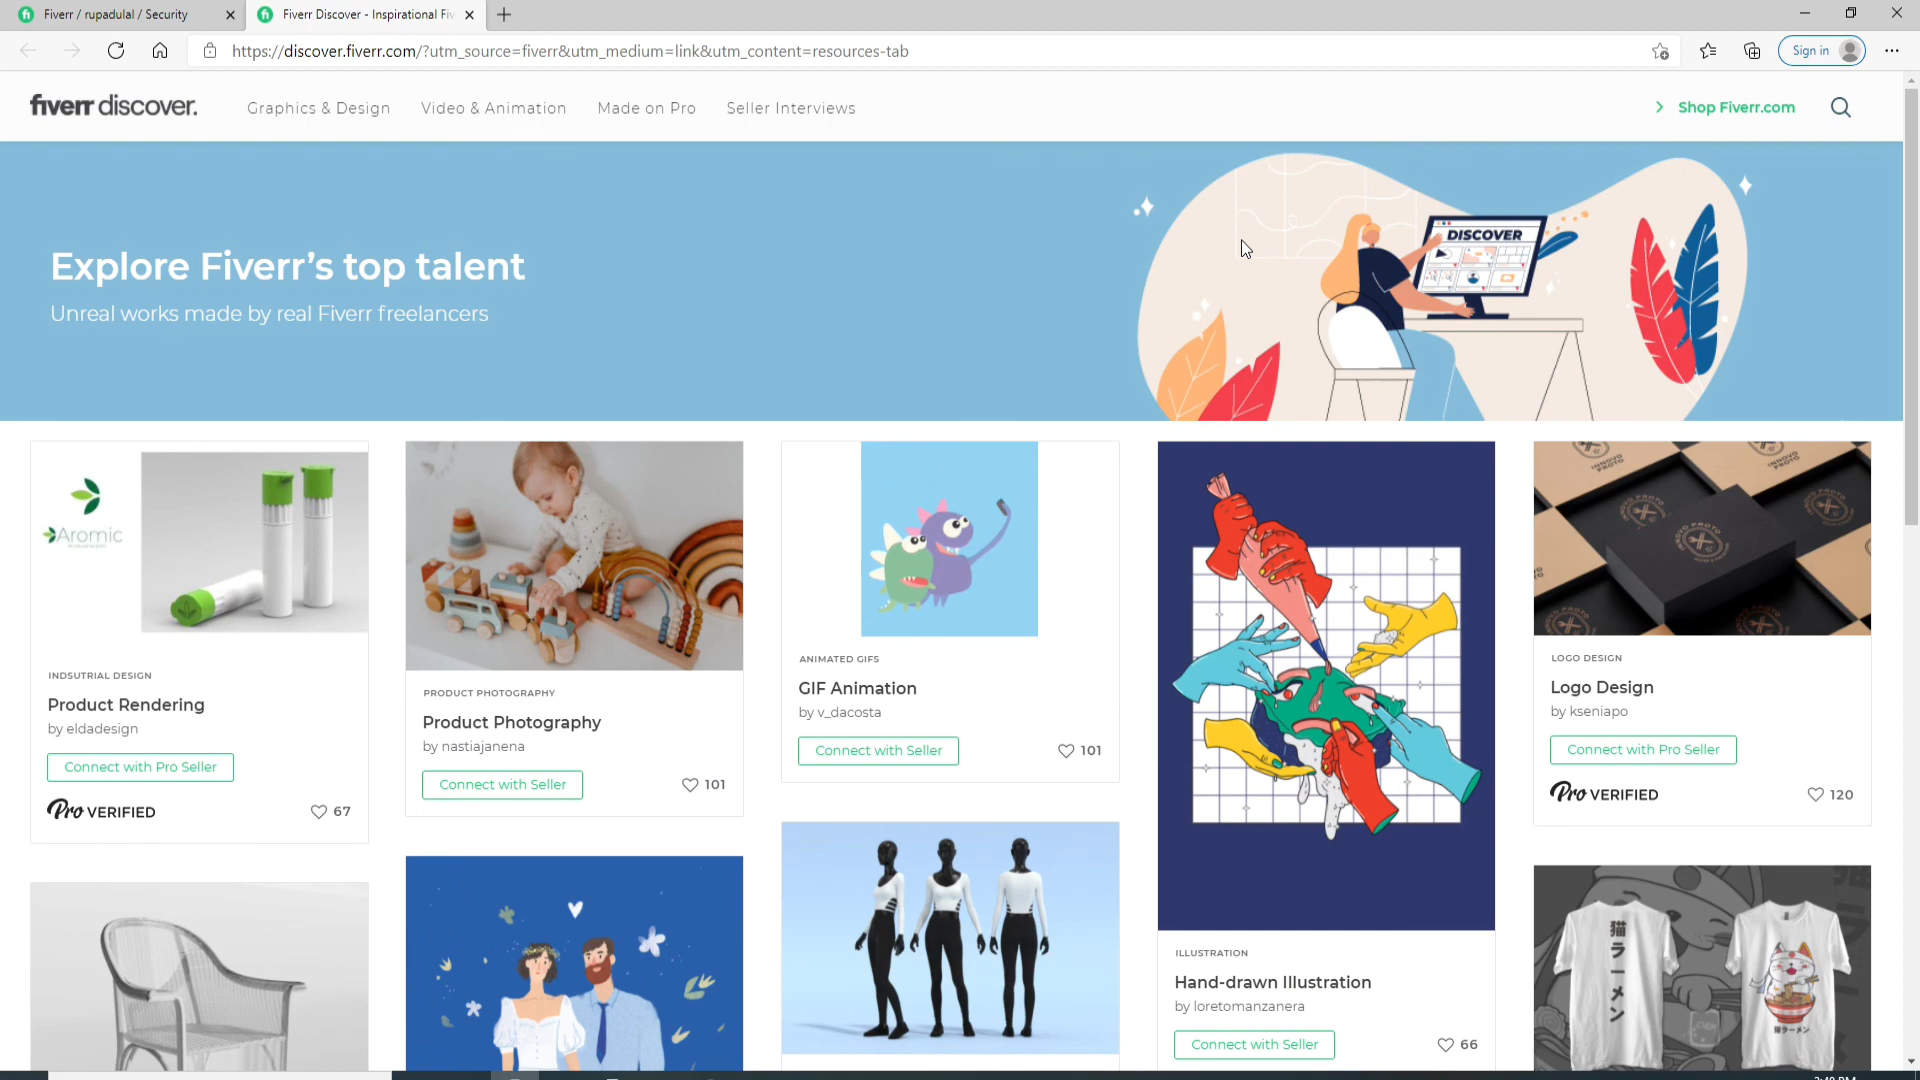 Fiverr / rupadulal / Security
Fiverr Discover - Inspirational Fiv
https://discover.fiverr.com/?utm_source=fiverr&utm_medium=link&utm_content=resources-tab
Sign in
fiverr discover.
Graphics & Design
Video & Animation
Made on Pro
Seller Interviews
Shop Fiverr.com
Explore Fiverr's top talent
Unreal works made by real Fiverr freelancers
DISCOVER
Aromic
INDSUTRIAL DESIGN
Product Rendering
by eldadesign
Connect with Pro Seller
Pro VERIFIED
67
PRODUCT PHOTOGRAPHY
Product Photography
by nastiajanena
Connect with Seller
101
ANIMATED GIFS
GIF Animation
by v_dacosta
Connect with Seller
101
ILLUSTRATION
Hand-drawn Illustration
by loretomanzanera
Connect with Seller
66
INNOVO
PROTO
LOGO DESIGN
Logo Design
by kseniapo
Connect with Pro Seller
Pro VERIFIED
120
猫ラーメン
猫ラーメン